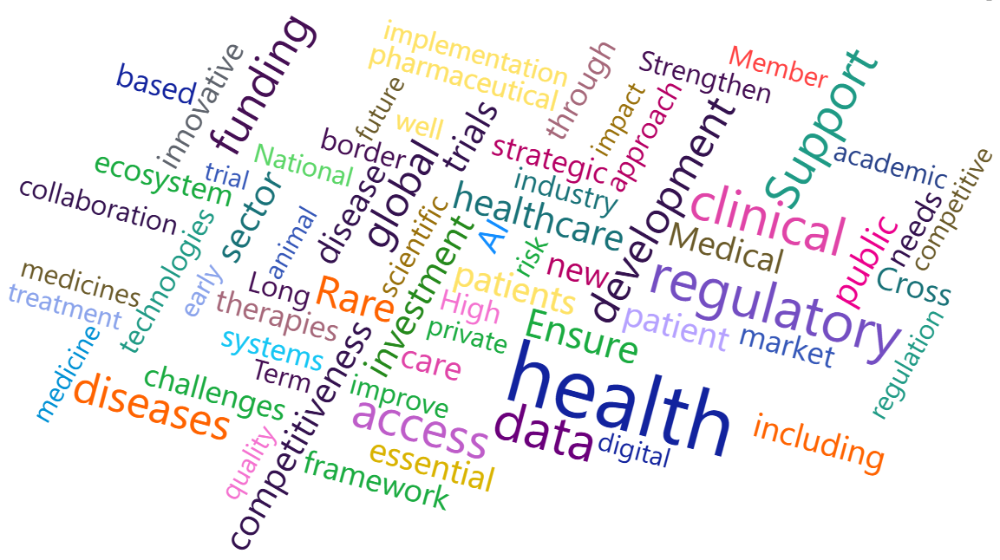 implementation
pharmaceutical
funding
innovative
based
future
well
through
Strengthen
Member
Support
impact
approach
trials
border
strategic
National
ecosystem
trial
academic
competitive
collaboration
sector
disease
global
industry
healthcare
development
clinical
needs
public
technologies
animal
scientific
AI
risk
Medical
medicines
early
Long
Rare
investment
new
patients
regulatory
Cross
treatment
therapies
High
private
Ensure
patient
market
regulation
medicine
systems
care
Term
competitiveness
challenges
improve
health
diseases
access
data
digital
including
quality
essential
framework